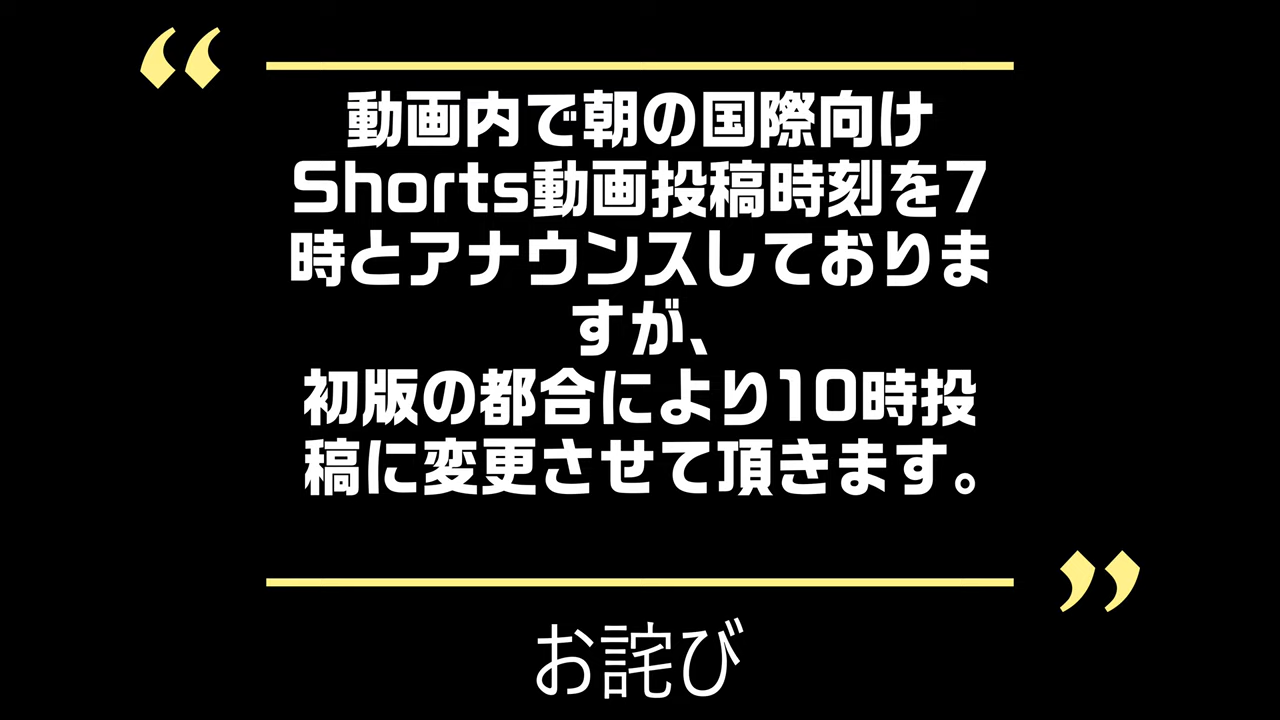 “
動画内で朝の国際向け
Shorts動画投稿時刻を7
時とアナウンスしておりま
すが、
初版の都合により10時投
稿に変更させて頂きます。
”
お詫び